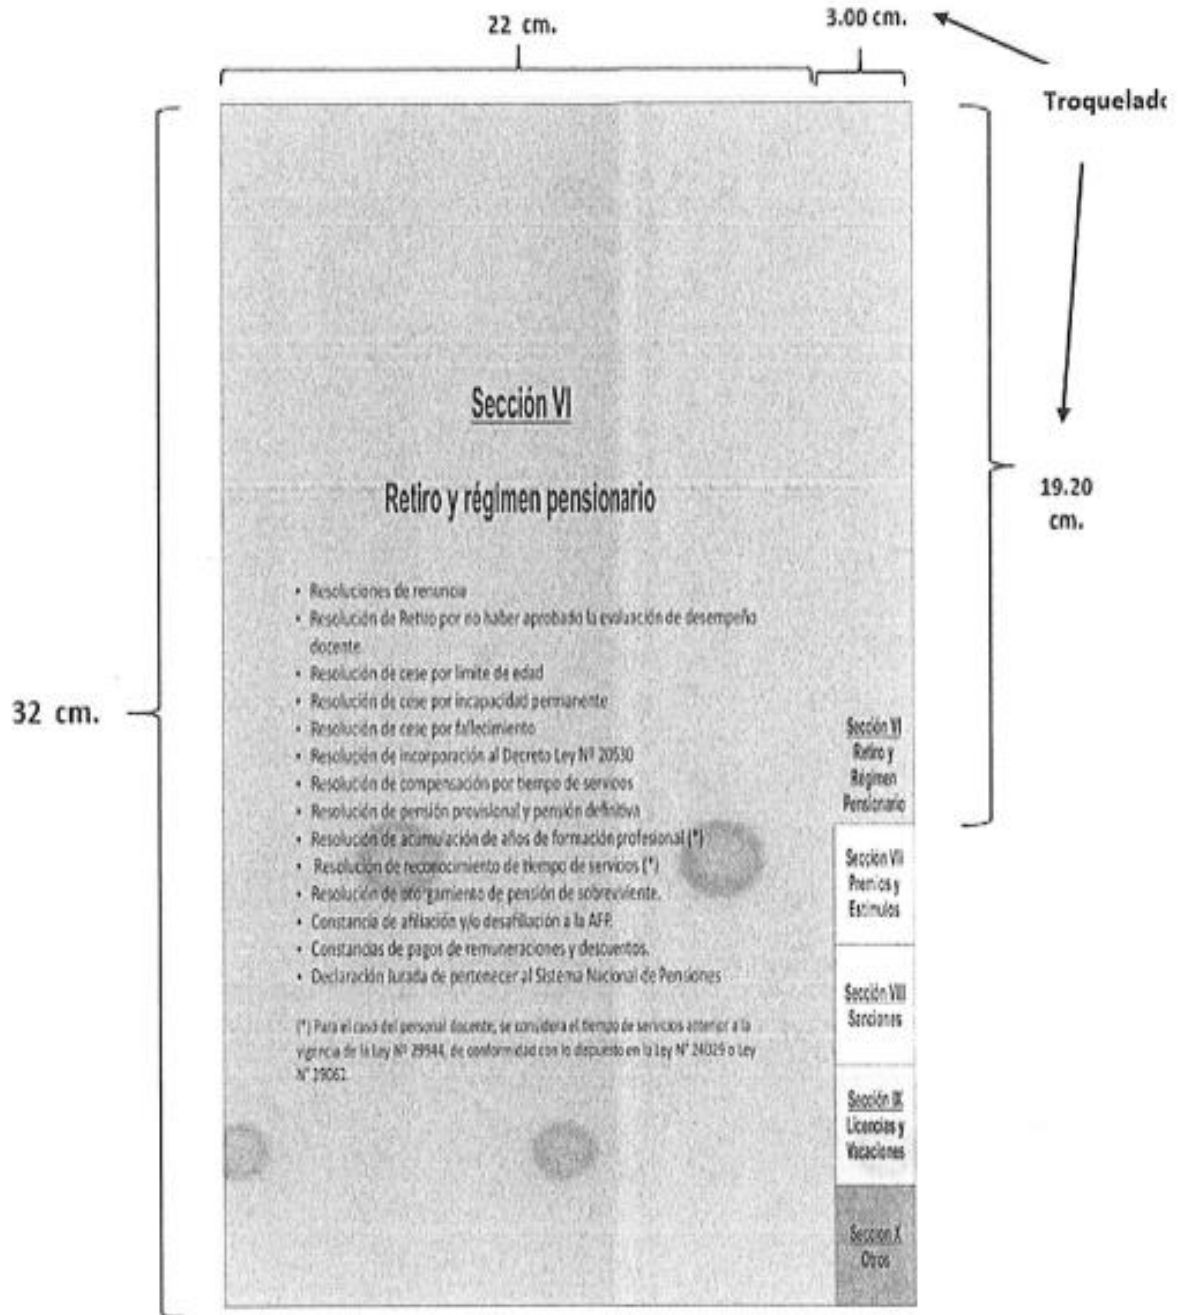 22 cm.
3.00 cm.
Troquelado
32 cm.
19.20
cm.
Sección VI
Retiro y régimen pensionario
• Resoluciones de renuncia
• Resolución de Retiro por no haber aprobado la evaluación de desempeño
docente.
• Resolución de cese por limite de edad
• Resolución de cese por incapacidad permanente
• Resolución de cese por fallecimiento
• Resolución de incorporación al Decreto Ley Nº 20530
• Resolución de compensación por tiempo de servicios
• Resolución de pensión provisional y pensión definitiva
• Resolución de acumulación de años de formación profesional (*)
• Resolución de reconocimiento de tiempo de servicios (*)
• Resolución de otorgamiento de pensión de sobreviviente.
• Constancia de afiliación y/o desafiliación a la AFP.
• Constancias de pagos de remuneraciones y descuentos.
• Declaración Jurada de pertenecer al Sistema Nacional de Pensiones
(*) Para el caso del personal docente, se considera el tiempo de servicios anterior a la
vigencia de la Ley Nº 29944, de conformidad con lo dispuesto en la Ley N° 24029 o Ley
N° 29062.
Sección VI
Retiro y
Régimen
Pensionario
Sección VII
Premios y
Estímulos
Sección VIII
Sanciones
Sección IX
Licencias y
Vacaciones
Sección X
Otros